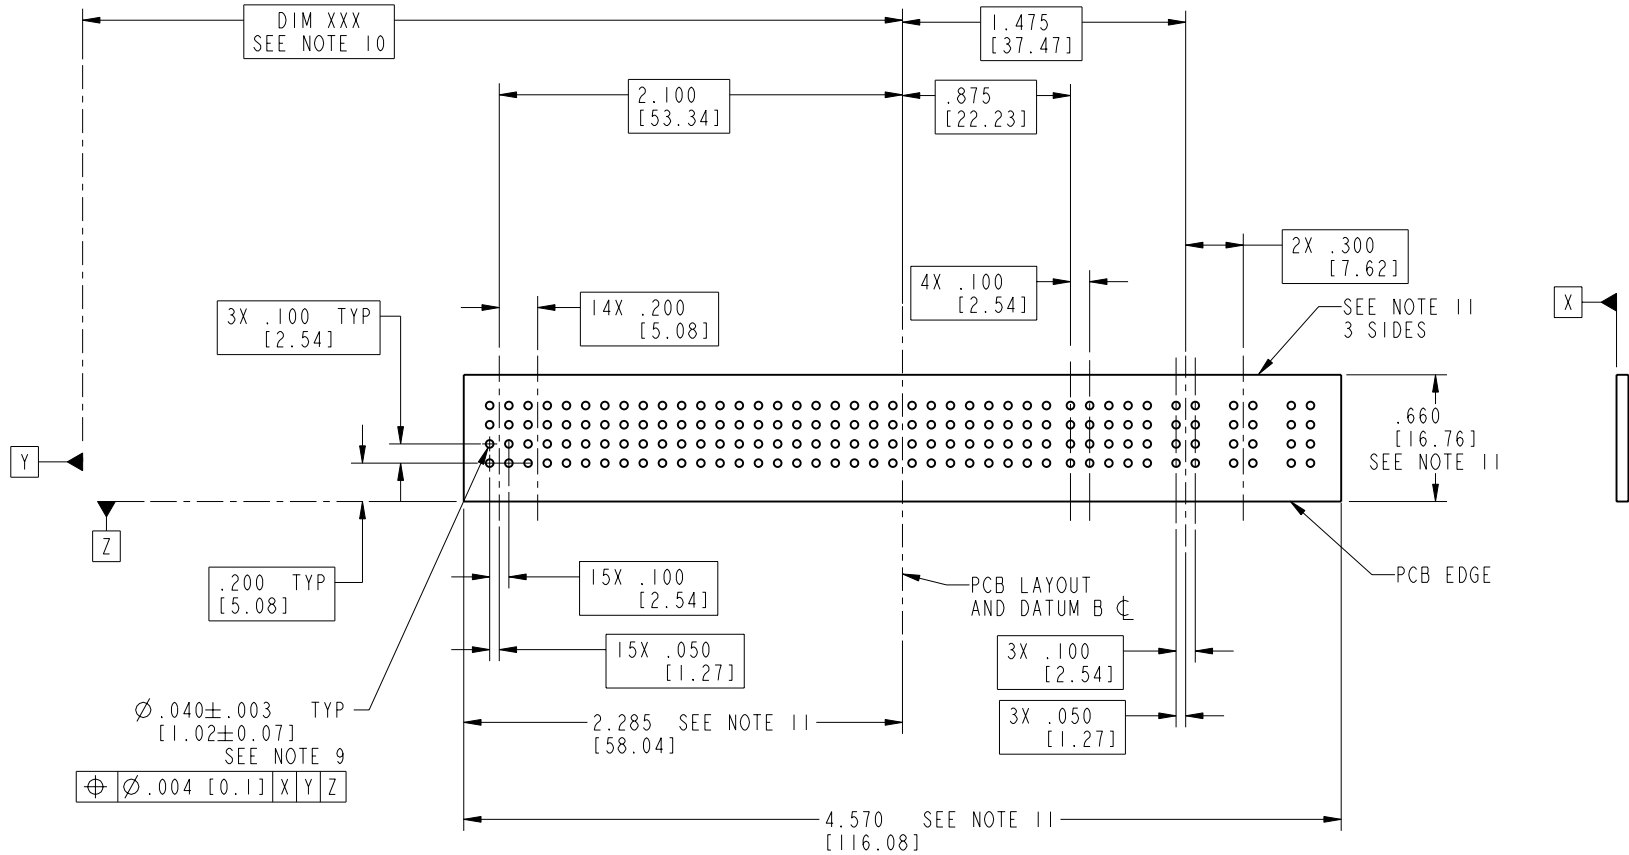 DIM XXX
SEE NOTE 10
1.475
[37.47]
2.100
[53.34]
.875
[22.23]
2X .300
[7.62]
4X .100
[2.54]
14X .200
[5.08]
3X .100 TYP
[2.54]
SEE NOTE 11
3 SIDES
X
.660
[16.76]
SEE NOTE 11
Y
Z
.200 TYP
[5.08]
15X .100
[2.54]
PCB LAYOUT
AND DATUM B ℄
PCB EDGE
15X .050
[1.27]
3X .100
[2.54]
Ø.040±.003 TYP
[1.02±0.07]
SEE NOTE 9
⌖ Ø.004 [0.1] X Y Z
2.285 SEE NOTE 11
[58.04]
3X .050
[1.27]
4.570 SEE NOTE 11
[116.08]